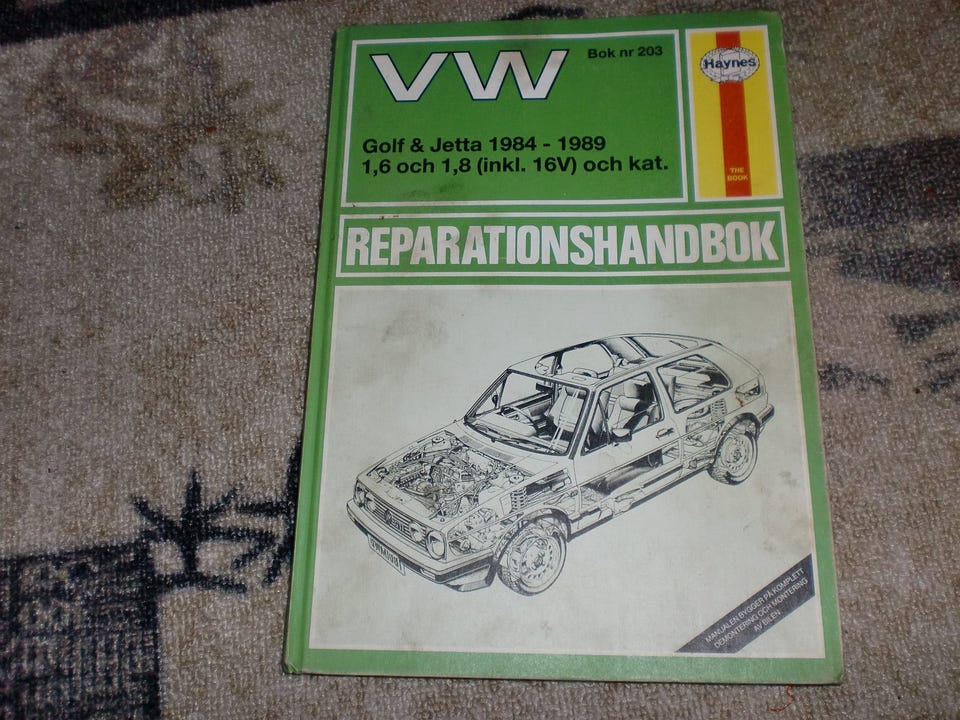 VW
Bok nr 203
Haynes
Golf & Jetta 1984 - 1989
1,6 och 1,8 (inkl. 16V) och kat.
THE
BOOK
REPARATIONSHANDBOK
MANUALEN BYGGER PÅ KOMPLETT
DEMONTERING OCH MONTERING
AV BILEN